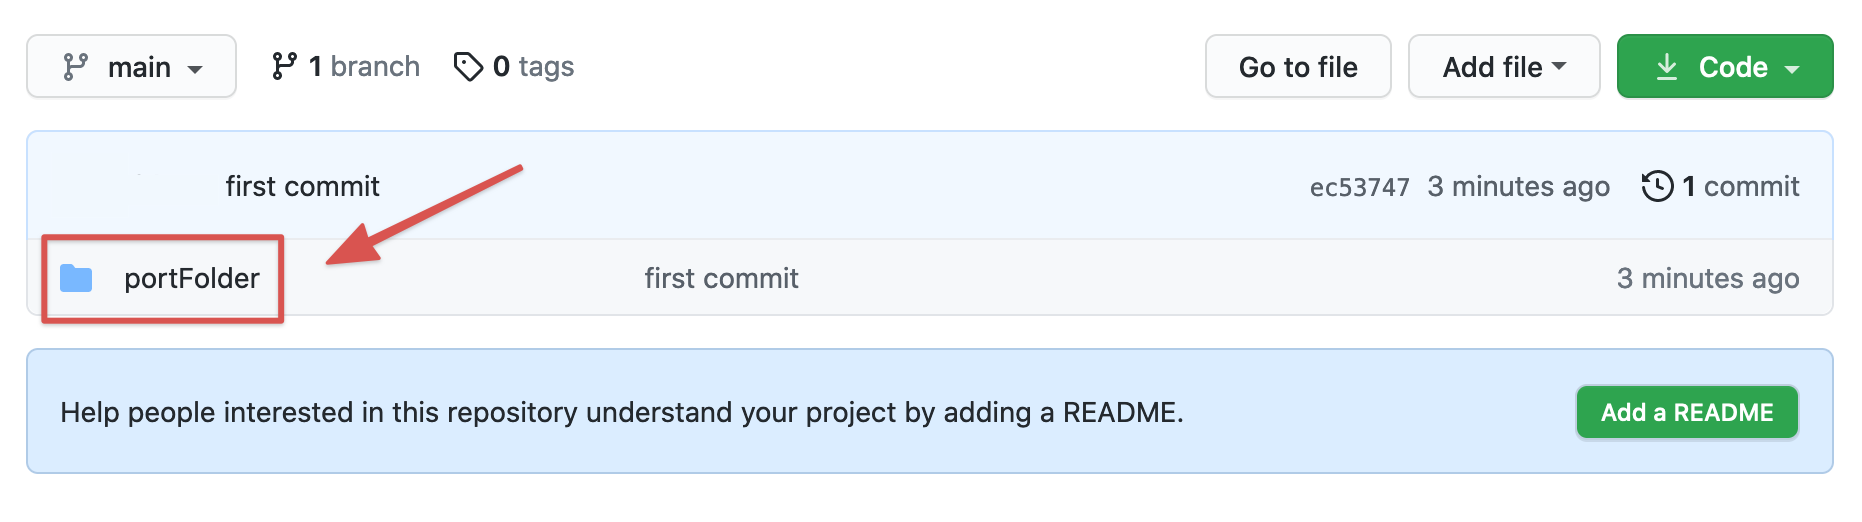 main 1 branch 0 tags Go to file Add file Code
first commit ec53747 3 minutes ago 1 commit
portFolder first commit 3 minutes ago
Help people interested in this repository understand your project by adding a README. Add a README